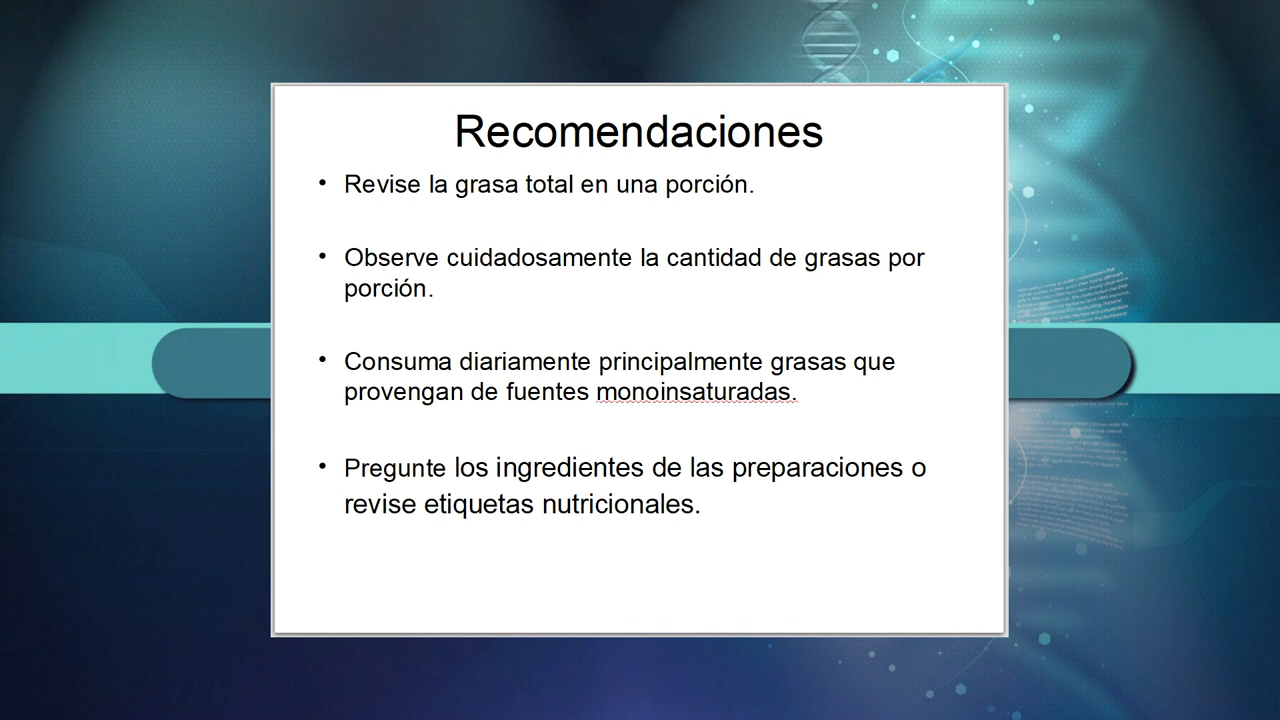 Recomendaciones
• Revise la grasa total en una porción.
• Observe cuidadosamente la cantidad de grasas por
porción.
• Consuma diariamente principalmente grasas que
provengan de fuentes monoinsaturadas.
• Pregunte los ingredientes de las preparaciones o
revise etiquetas nutricionales.